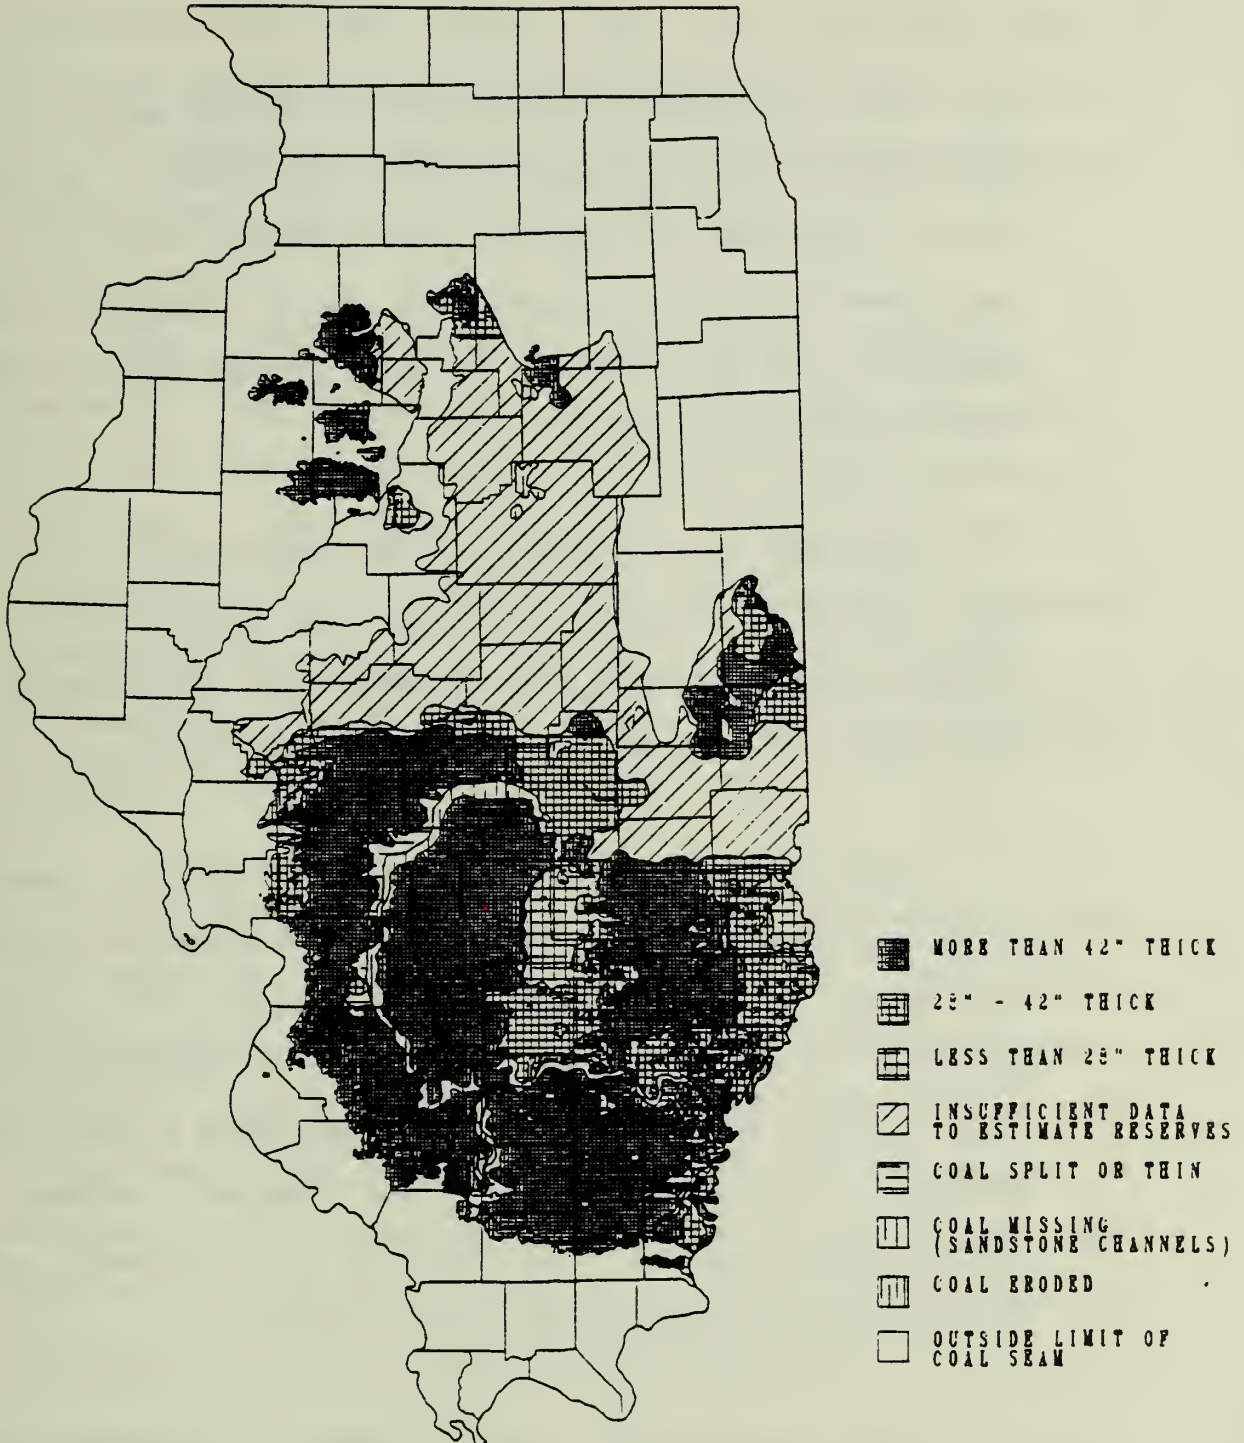 MORE THAN 42" THICK
28" - 42" THICK
LESS THAN 28" THICK
INSUFFICIENT DATA
TO ESTIMATE RESERVES
COAL SPLIT OR THIN
COAL MISSING
(SANDSTONE CHANNELS)
COAL ERODED
OUTSIDE LIMIT OF
COAL SEAM